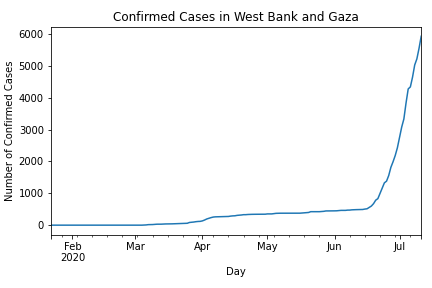 Confirmed Cases in West Bank and Gaza
Number of Confirmed Cases
6000
5000
4000
3000
2000
1000
0
Feb
2020
Mar
Apr
May
Jun
Jul
Day